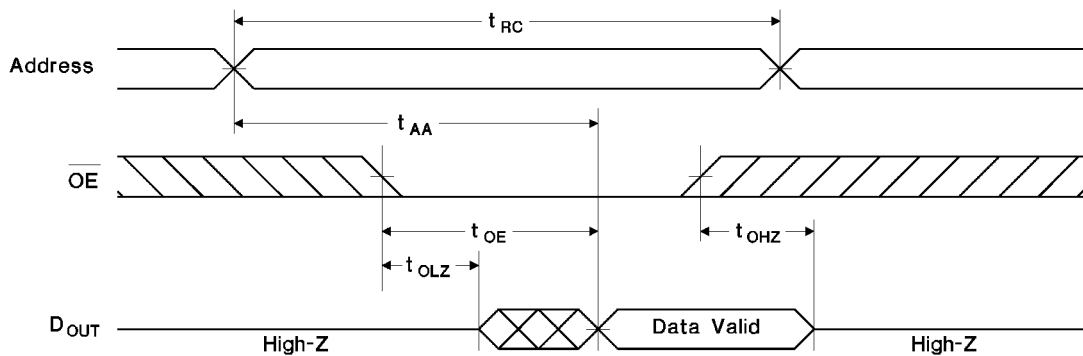 t RC
Address
t AA
OE
t OE
t OHZ
t OLZ
DOUT
Data Valid
High-Z
High-Z